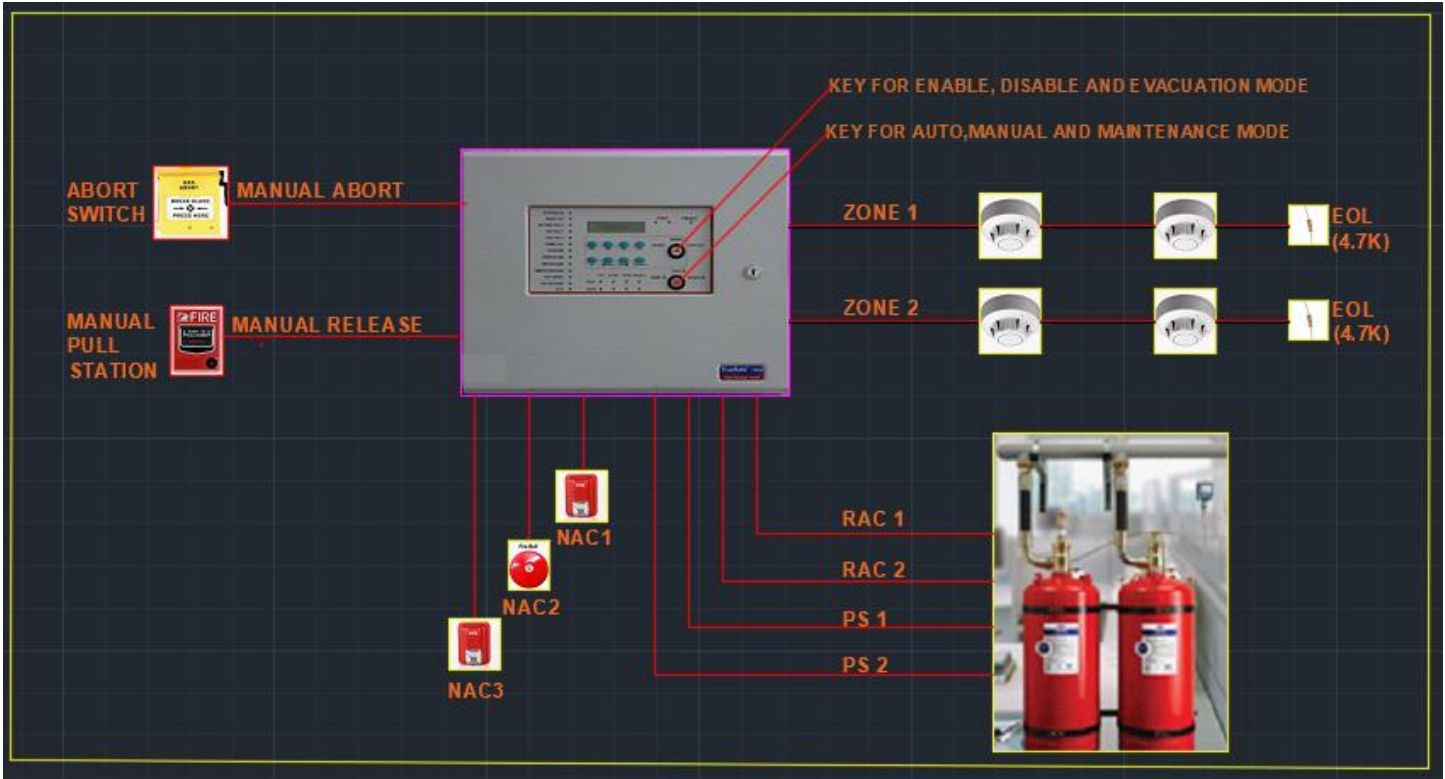 KEY FOR ENABLE, DISABLE AND EVACUATION MODE
KEY FOR AUTO,MANUAL AND MAINTENANCE MODE
ABORT
SWITCH
MANUAL ABORT
ZONE 1
EOL
(4.7K)
MANUAL
PULL
STATION
FIRE
MANUAL RELEASE
ZONE 2
EOL
(4.7K)
NAC1
NAC2
NAC3
RAC 1
RAC 2
PS 1
PS 2